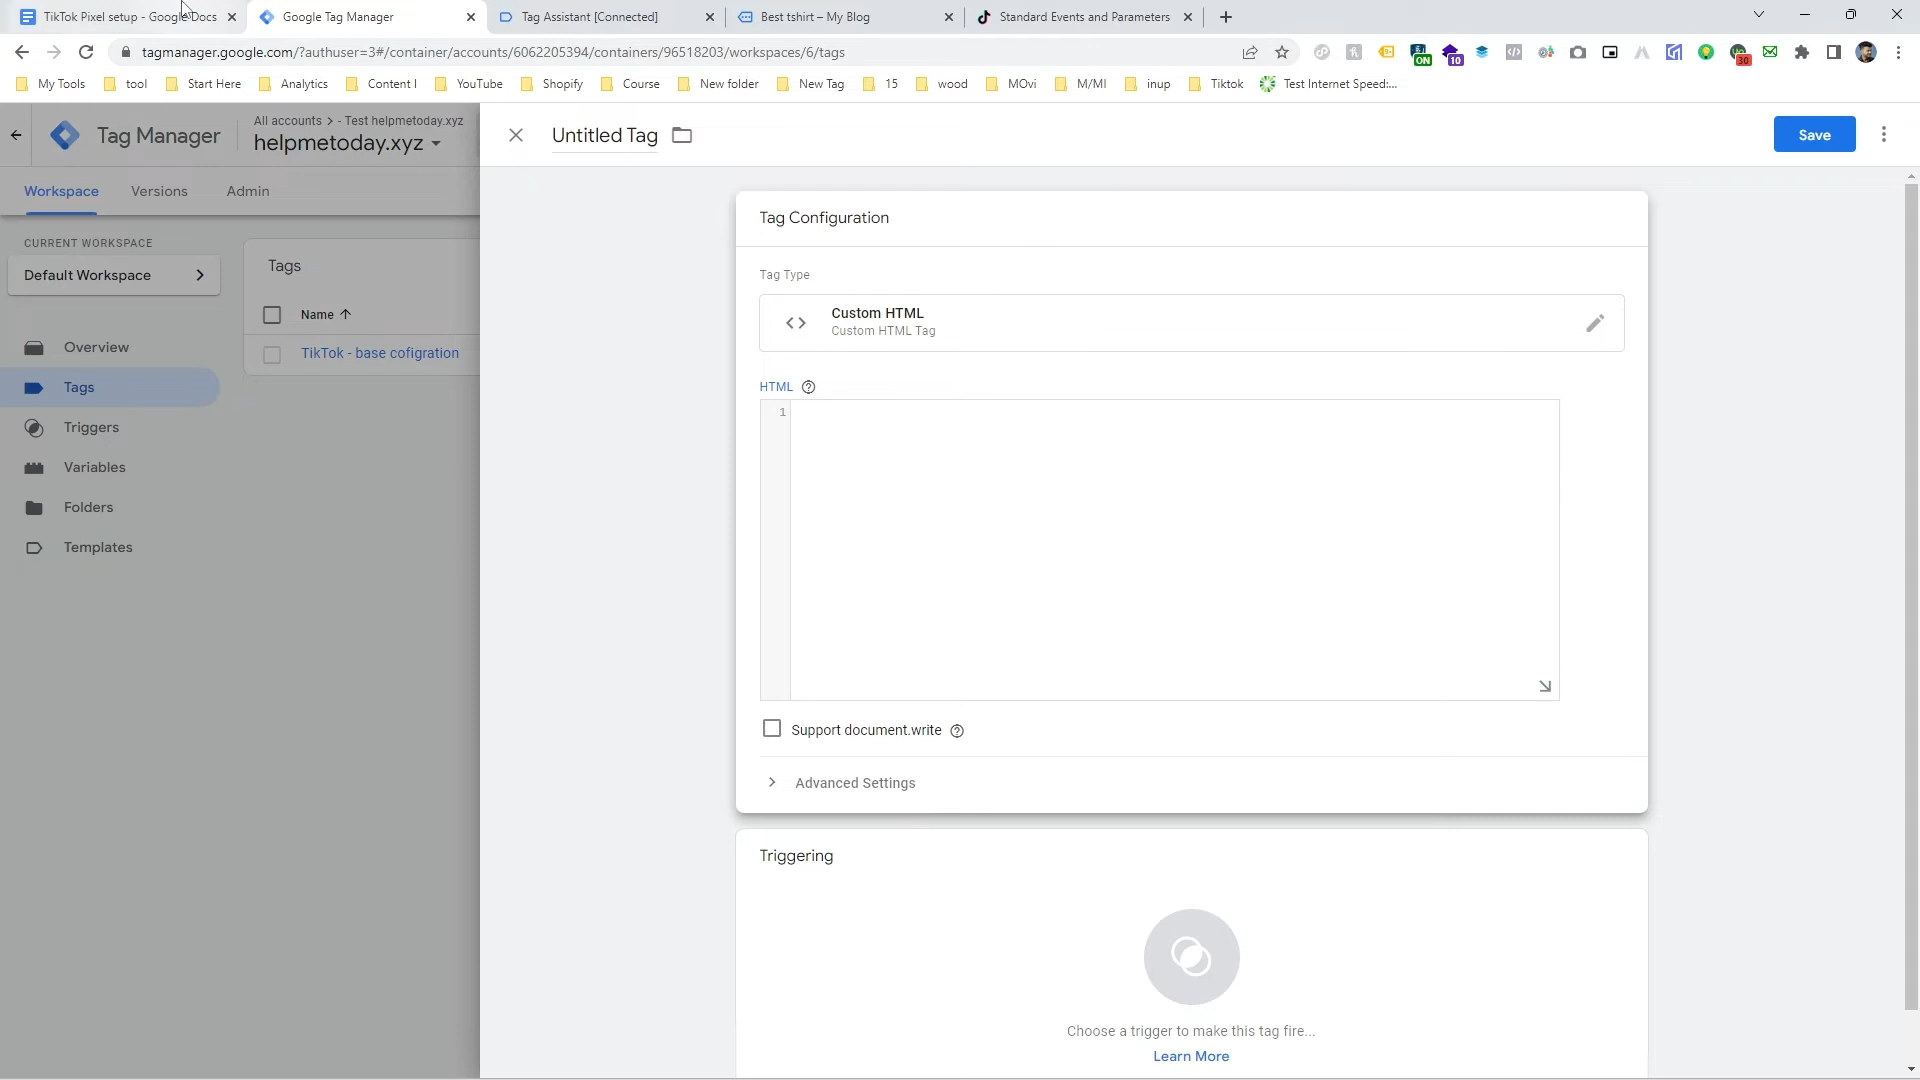 TikTok Pixel setup - Google Docs
Google Tag Manager
Tag Assistant [Connected]
Best tshirt – My Blog
Standard Events and Parameters
tagmanager.google.com/?authuser=3#/container/accounts/6062205394/containers/96518203/workspaces/6/tags
ON
10
30
My Tools
tool
Start Here
Analytics
Content I
YouTube
Shopify
Course
New folder
New Tag
15
wood
MOvi
M/MI
inup
Tiktok
Test Internet Speed:...
Tag Manager
All accounts > - Test helpmetoday.xyz
helpmetoday.xyz
Untitled Tag
Save
Workspace
Versions
Admin
CURRENT WORKSPACE
Default Workspace
Tags
Name
TikTok - base cofigration
Overview
Tags
Triggers
Variables
Folders
Templates
Tag Configuration
Tag Type
Custom HTML
Custom HTML Tag
HTML
1
Support document.write
Advanced Settings
Triggering
Choose a trigger to make this tag fire...
Learn More